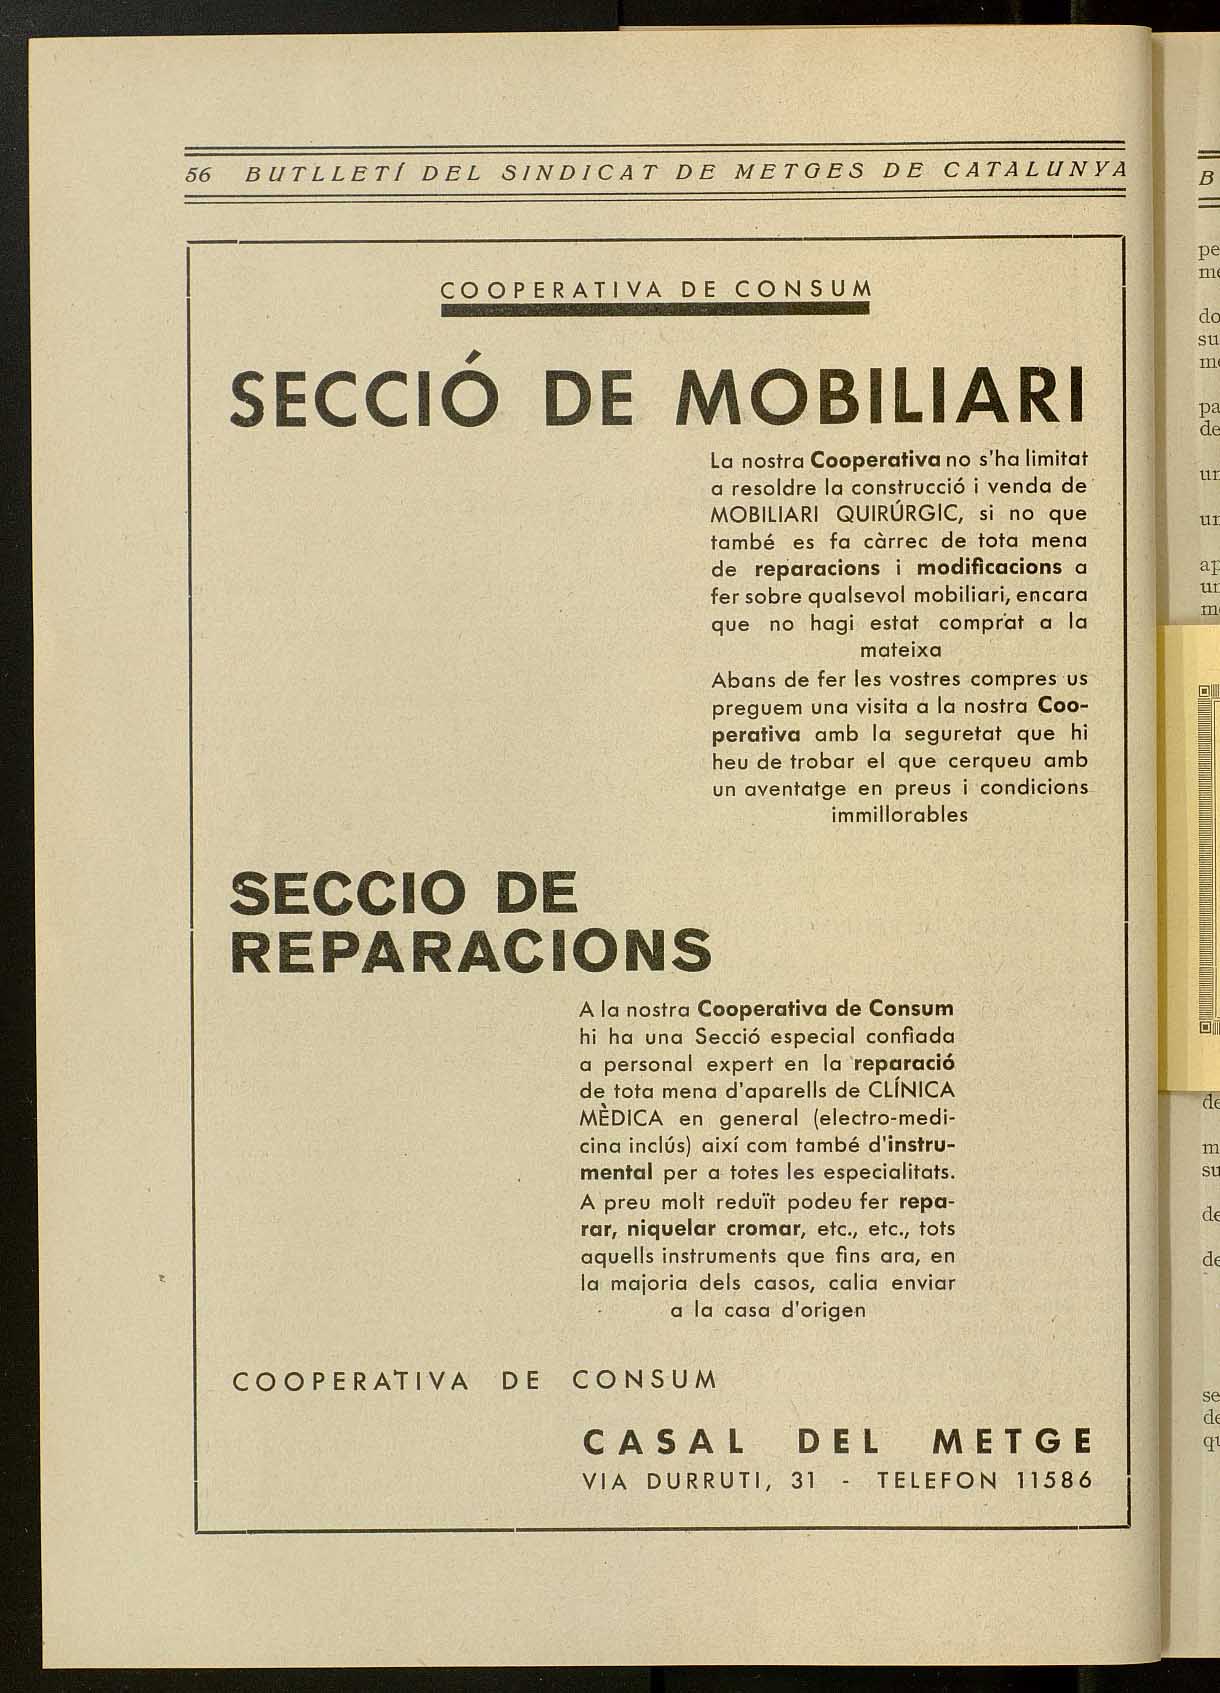 56 BUTLLETÍ DEL SINDICAT DE METGES DE CATALUNYA
COOPERATIVA DE CONSUM
SECCIÓ DE MOBILIARI
La nostra Cooperativa no s'ha limitat
a resoldre la construcció i venda de
MOBILIARI QUIRÚRGIC, si no que
també es fa càrrec de tota mena
de reparacions i modificacions a
fer sobre qualsevol mobiliari, encara
que no hagi estat comprat a la
mateixa
Abans de fer les vostres compres us
preguem una visita a la nostra Coo-
perativa amb la seguretat que hi
heu de trobar el que cerqueu amb
un aventatge en preus i condicions
immillorables
SECCIO DE
REPARACIONS
A la nostra Cooperativa de Consum
hi ha una Secció especial confiada
a personal expert en la reparació
de tota mena d'aparells de CLÍNICA
MÈDICA en general (electro-medi-
cina inclús) així com també d'instru-
mental per a totes les especialitats.
A preu molt reduït podeu fer repa-
rar, niquelar cromar, etc., etc., tots
aquells instruments que fins ara, en
la majoria dels casos, calia enviar
a la casa d'origen
COOPERATIVA DE CONSUM
CASAL DEL METGE
VIA DURRUTI, 31 - TELEFON 11586